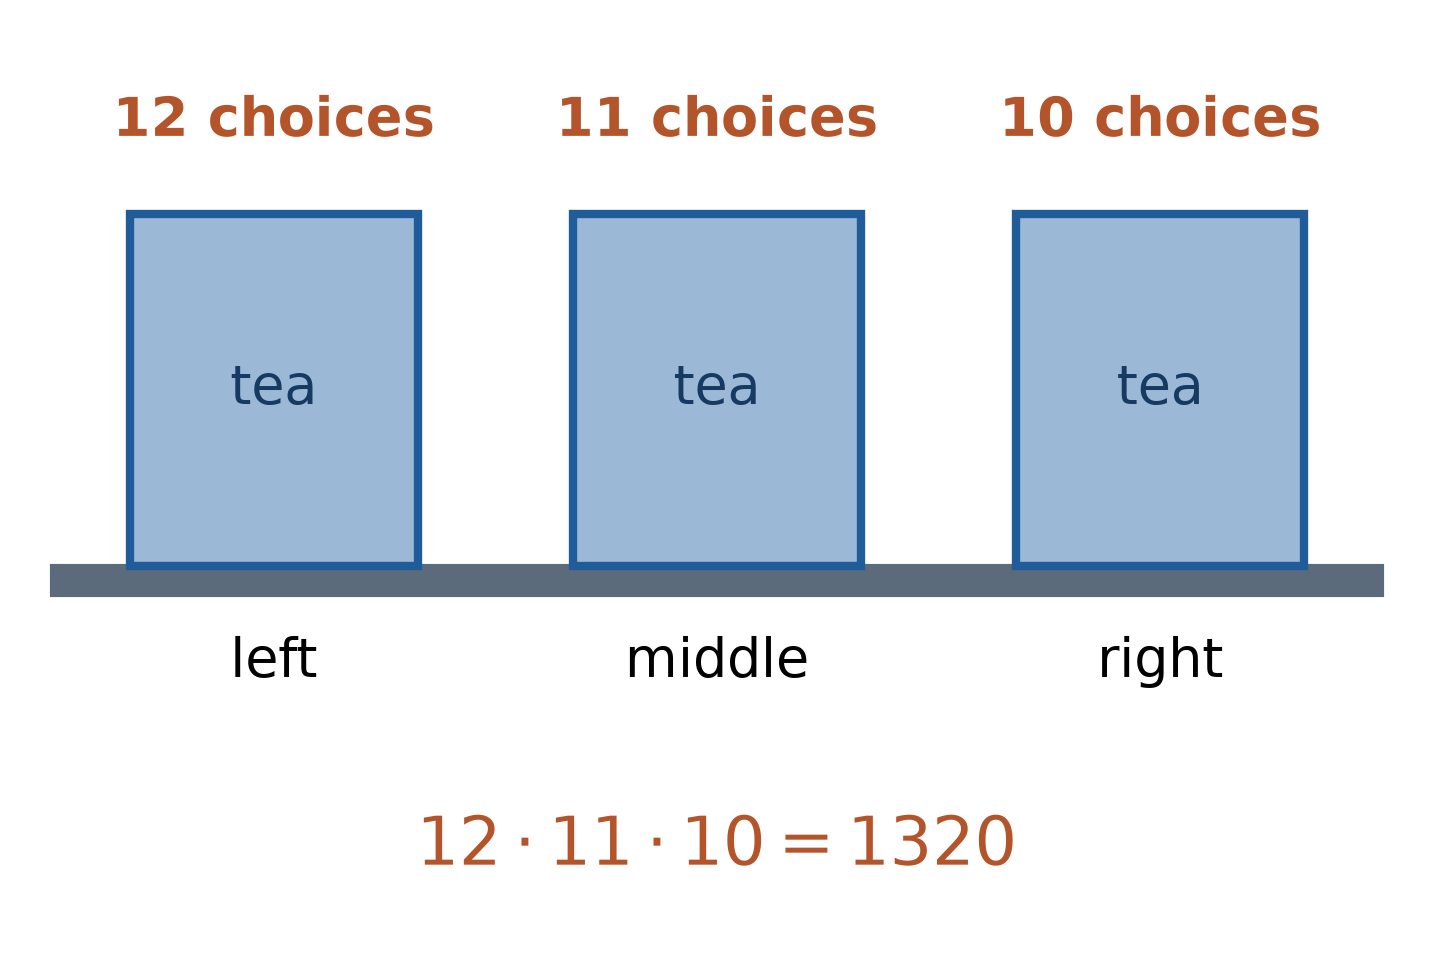 12 choices 11 choices 10 choices
tea tea tea
left middle right
12 · 11 · 10 = 1320